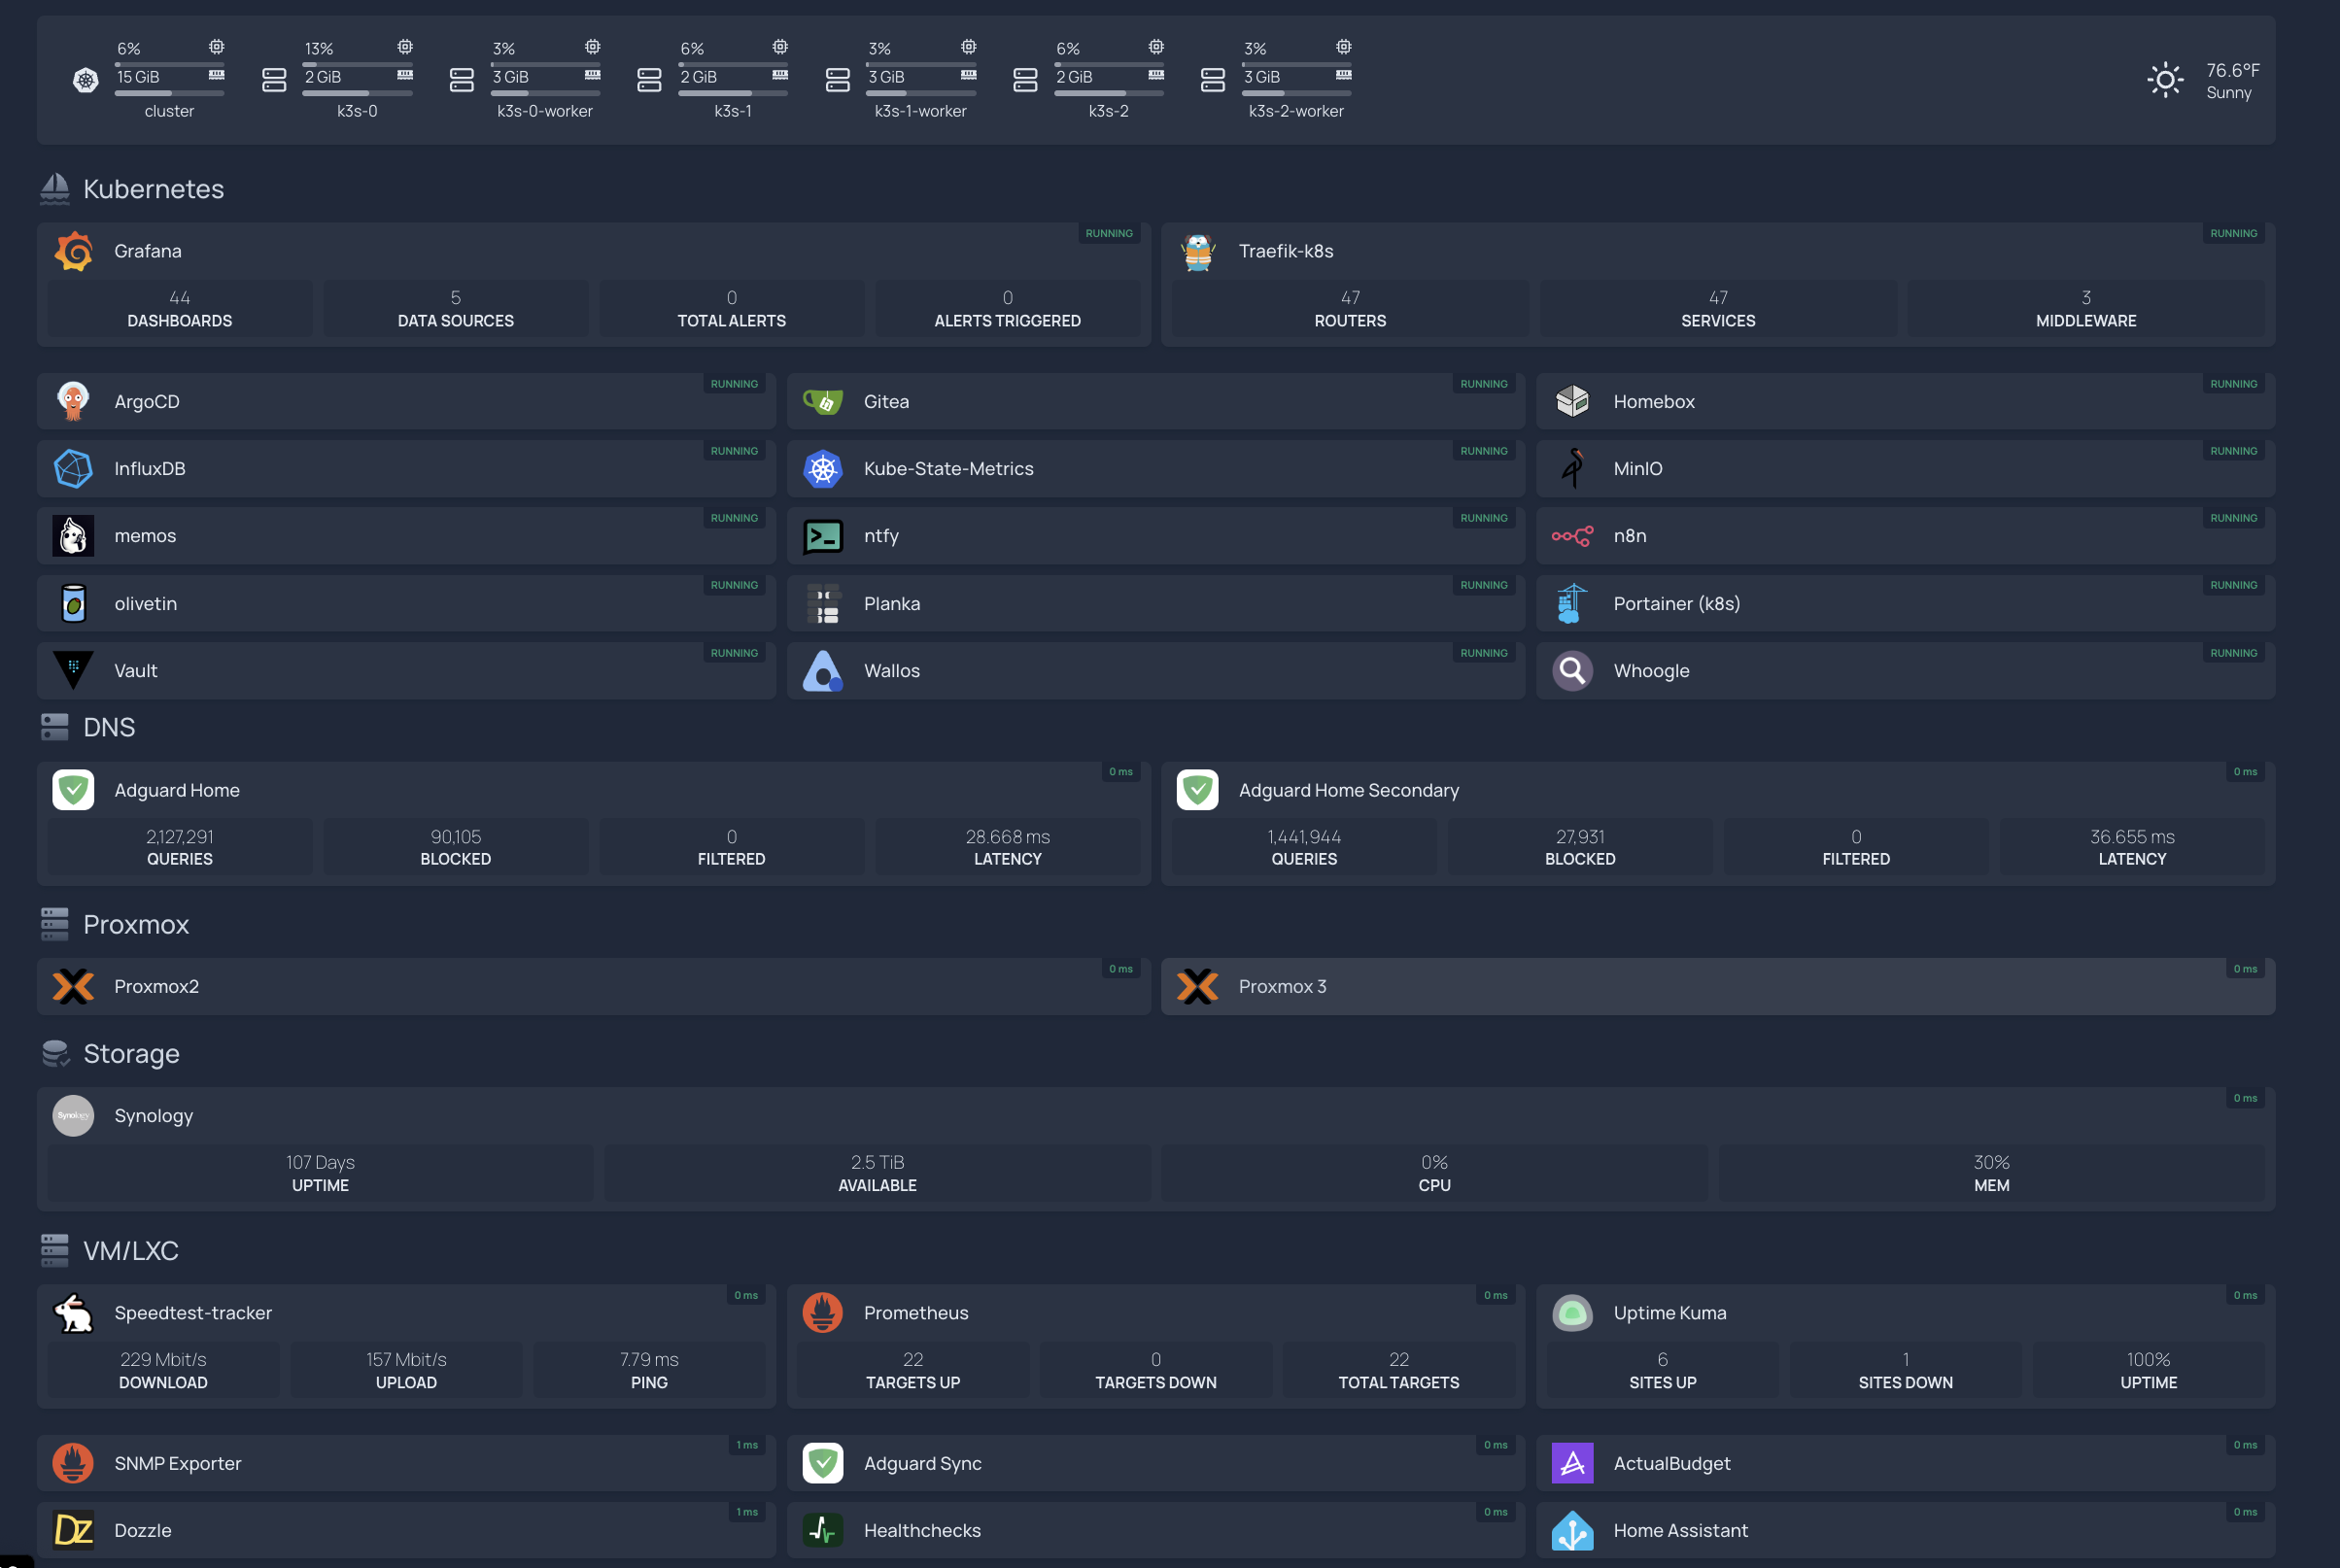 6%
15 GiB
cluster
13%
2 GiB
k3s-0
3%
3 GiB
k3s-0-worker
6%
2 GiB
k3s-1
3%
3 GiB
k3s-1-worker
6%
2 GiB
k3s-2
3%
3 GiB
k3s-2-worker
76.6°F
Sunny
Kubernetes
Grafana
RUNNING
44
DASHBOARDS
5
DATA SOURCES
0
TOTAL ALERTS
0
ALERTS TRIGGERED
Traefik-k8s
RUNNING
47
ROUTERS
47
SERVICES
3
MIDDLEWARE
ArgoCD
RUNNING
Gitea
RUNNING
Homebox
RUNNING
InfluxDB
RUNNING
Kube-State-Metrics
RUNNING
MinIO
RUNNING
memos
RUNNING
ntfy
RUNNING
n8n
RUNNING
olivetin
RUNNING
Planka
RUNNING
Portainer (k8s)
RUNNING
Vault
RUNNING
Wallos
RUNNING
Whoogle
RUNNING
DNS
Adguard Home
0 ms
2,127,291
QUERIES
90,105
BLOCKED
0
FILTERED
28.668 ms
LATENCY
Adguard Home Secondary
0 ms
1,441,944
QUERIES
27,931
BLOCKED
0
FILTERED
36.655 ms
LATENCY
Proxmox
Proxmox2
0 ms
Proxmox 3
0 ms
Storage
Synology
Synology
0 ms
107 Days
UPTIME
2.5 TiB
AVAILABLE
0%
CPU
30%
MEM
VM/LXC
Speedtest-tracker
0 ms
229 Mbit/s
DOWNLOAD
157 Mbit/s
UPLOAD
7.79 ms
PING
Prometheus
0 ms
22
TARGETS UP
0
TARGETS DOWN
22
TOTAL TARGETS
Uptime Kuma
0 ms
6
SITES UP
1
SITES DOWN
100%
UPTIME
SNMP Exporter
1 ms
Adguard Sync
0 ms
ActualBudget
0 ms
DZ
Dozzle
1 ms
Healthchecks
0 ms
Home Assistant
0 ms